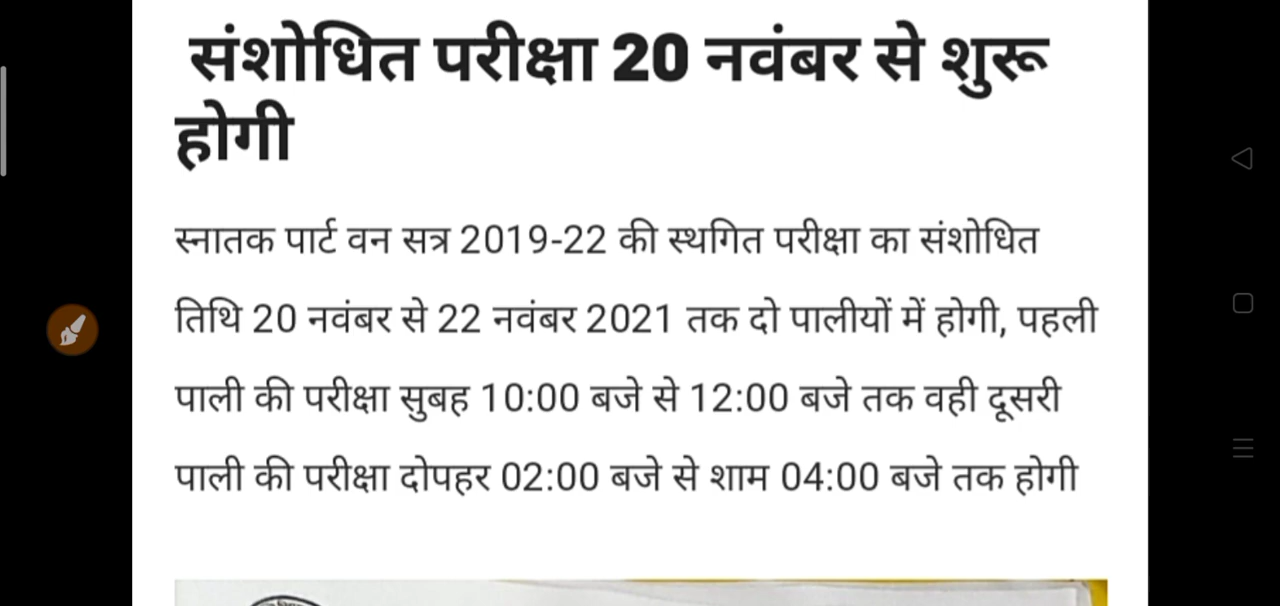 संशोधित परीक्षा 20 नवंबर से शुरू
होगी
स्नातक पार्ट वन सत्र 2019-22 की स्थगित परीक्षा का संशोधित
तिथि 20 नवंबर से 22 नवंबर 2021 तक दो पालीयों में होगी, पहली
पाली की परीक्षा सुबह 10:00 बजे से 12:00 बजे तक वही दूसरी
पाली की परीक्षा दोपहर 02:00 बजे से शाम 04:00 बजे तक होगी